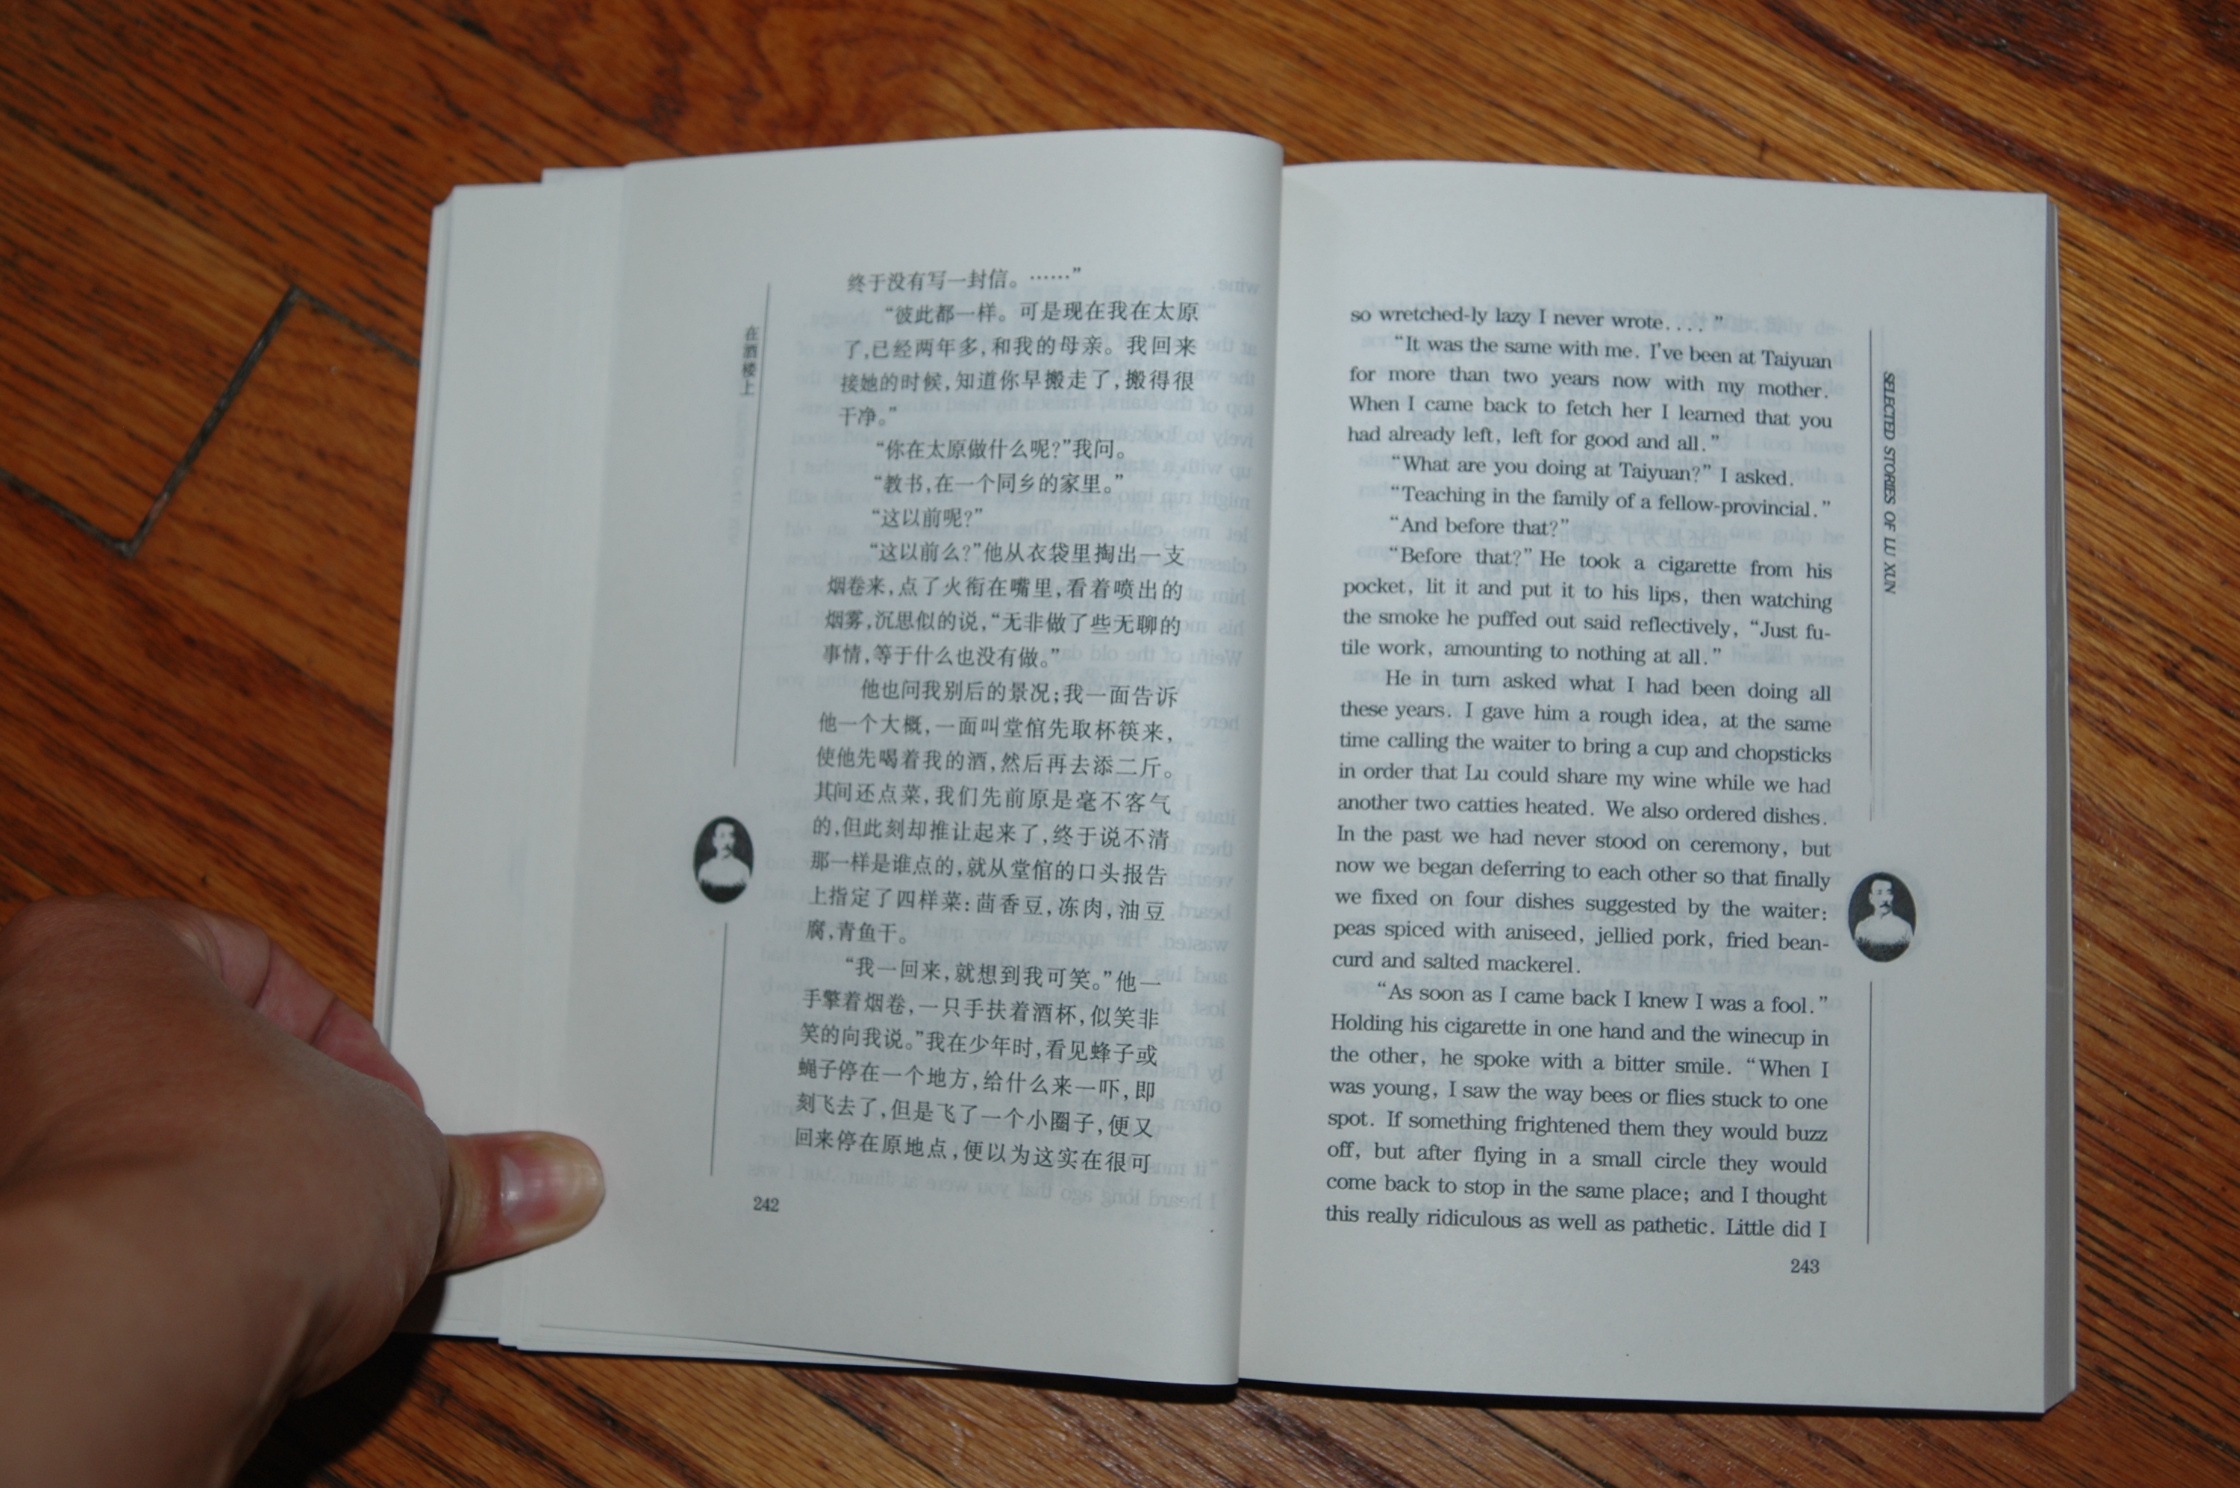 在酒楼上
终于没有写一封信。……”
“彼此都一样。可是现在我在太原
了,已经两年多,和我的母亲。我回来
接她的时候,知道你早搬走了,搬得很
干净。”
“你在太原做什么呢?”我问。
“教书,在一个同乡的家里。”
“这以前呢?”
“这以前么?”他从衣袋里掏出一支
烟卷来,点了火衔在嘴里,看着喷出的
烟雾,沉思似的说,“无非做了些无聊的
事情,等于什么也没有做。”
他也问我别后的景况;我一面告诉
他一个大概,一面叫堂倌先取杯筷来,
使他先喝着我的酒,然后再去添二斤。
其间还点菜,我们先前原是毫不客气
的,但此刻却推让起来了,终于说不清
那一样是谁点的,就从堂倌的口头报告
上指定了四样菜:茴香豆,冻肉,油豆
腐,青鱼干。
“我一回来,就想到我可笑。”他一
手擎着烟卷,一只手扶着酒杯,似笑非
笑的向我说。“我在少年时,看见蜂子或
蝇子停在一个地方,给什么来一吓,即
刻飞去了,但是飞了一个小圈子,便又
回来停在原地点,便以为这实在很可
242
SELECTED STORIES OF LU XUN
so wretched-ly lazy I never wrote. . . . ”
“It was the same with me. I've been at Taiyuan
for more than two years now with my mother.
When I came back to fetch her I learned that you
had already left, left for good and all.”
“What are you doing at Taiyuan?” I asked.
“Teaching in the family of a fellow-provincial.”
“And before that?”
“Before that?” He took a cigarette from his
pocket, lit it and put it to his lips, then watching
the smoke he puffed out said reflectively, “Just fu-
tile work, amounting to nothing at all.”
He in turn asked what I had been doing all
these years. I gave him a rough idea, at the same
time calling the waiter to bring a cup and chopsticks
in order that Lu could share my wine while we had
another two catties heated. We also ordered dishes.
In the past we had never stood on ceremony, but
now we began deferring to each other so that finally
we fixed on four dishes suggested by the waiter:
peas spiced with aniseed, jellied pork, fried bean-
curd and salted mackerel.
“As soon as I came back I knew I was a fool.”
Holding his cigarette in one hand and the winecup in
the other, he spoke with a bitter smile. “When I
was young, I saw the way bees or flies stuck to one
spot. If something frightened them they would buzz
off, but after flying in a small circle they would
come back to stop in the same place; and I thought
this really ridiculous as well as pathetic. Little did I
243